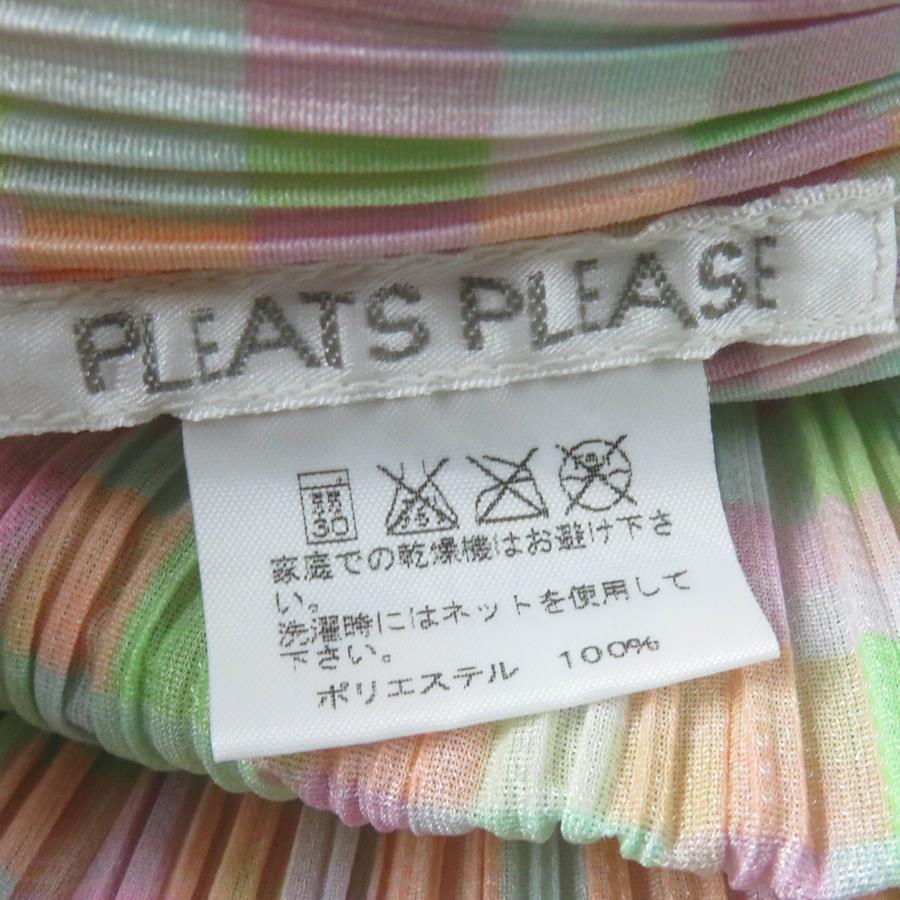 PLEATS PLEASE
30
家庭での乾燥機はお避け下さ
い。
洗濯時にはネットを使用して
下さい。
ポリエステル 100%